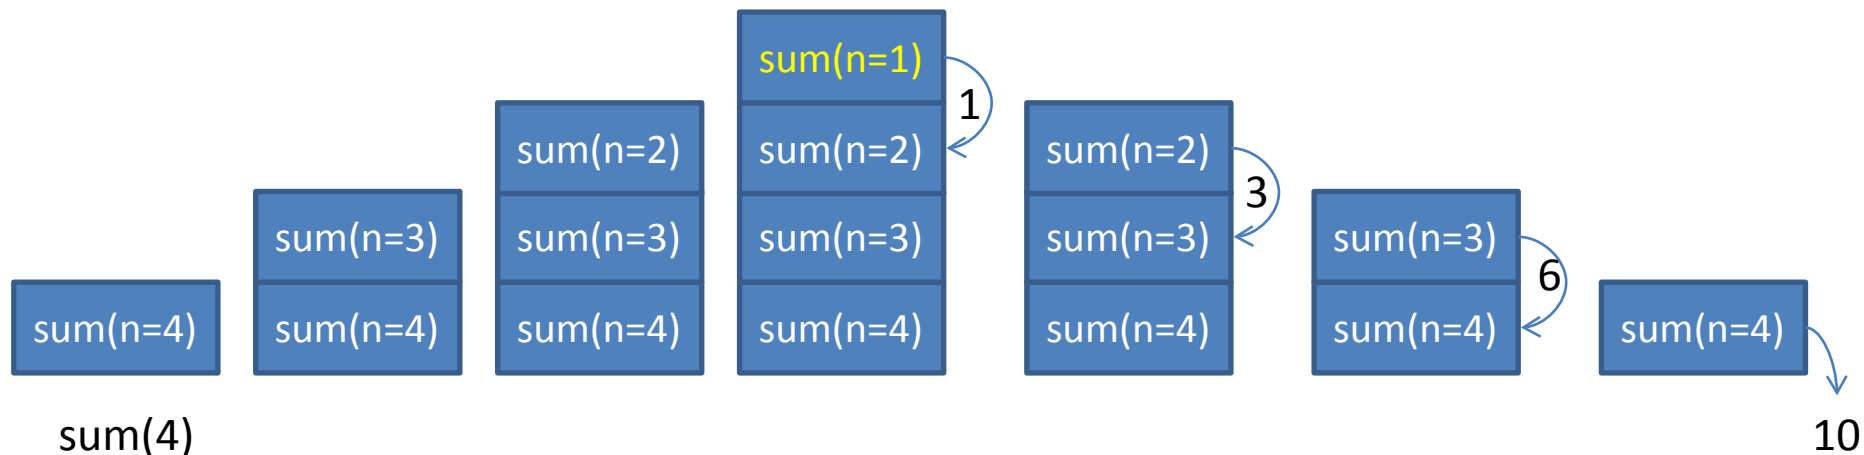 sum(n=4)
sum(n=3)
sum(n=4)
sum(n=2)
sum(n=3)
sum(n=4)
sum(n=1)
sum(n=2)
sum(n=3)
sum(n=4)
1
sum(n=2)
sum(n=3)
sum(n=4)
3
sum(n=3)
sum(n=4)
6
sum(n=4)
sum(4)
10